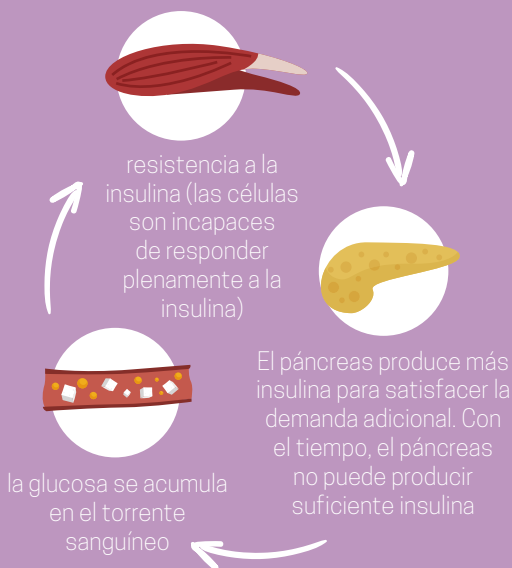 resistencia a la
insulina (las células
son incapaces
de responder
plenamente a la
insulina)
El páncreas produce más
insulina para satisfacer la
demanda adicional. Con
el tiempo, el páncreas
no puede producir
suficiente insulina
la glucosa se acumula
en el torrente
sanguíneo